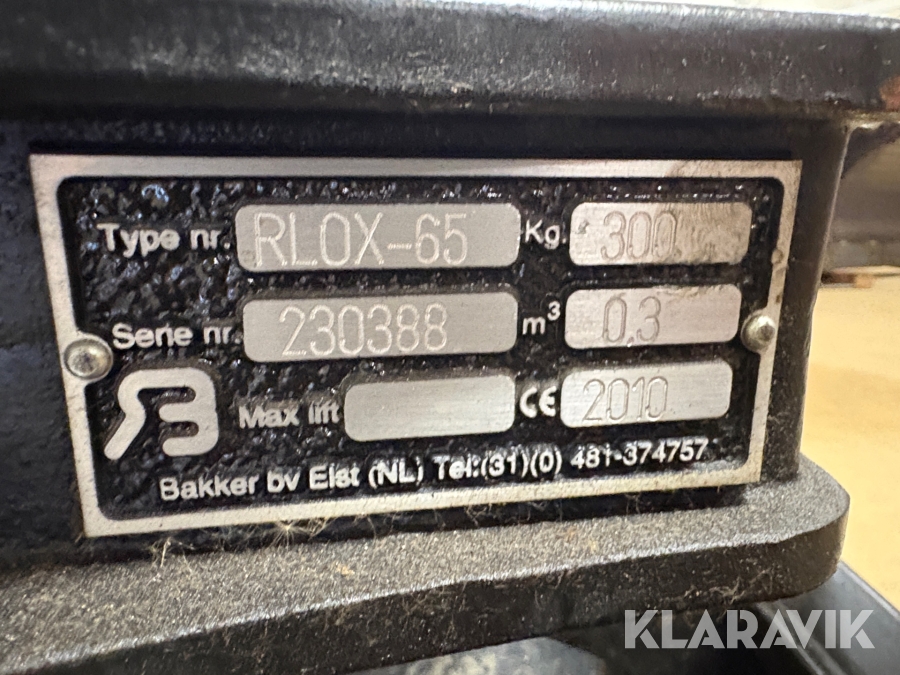 Type nr. RLOX-65 Kg. 300
Serie nr. 230388 m³ 0,3
Max lift CE 2010
Bakker bv Elst (NL) Tel:(31)(0) 481-374757
KLARAVIK